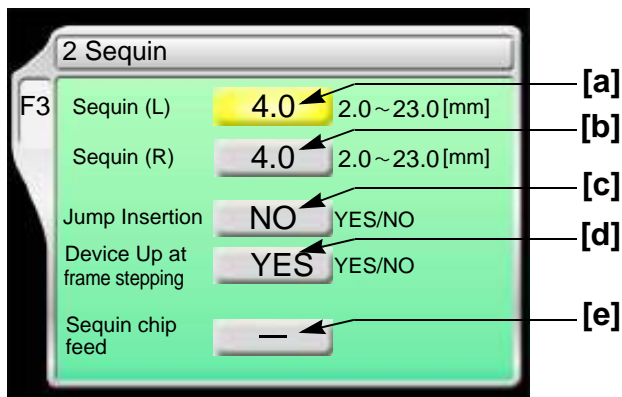 2 Sequin
F3
Sequin (L) 4.0 2.0~23.0[mm] [a]
Sequin (R) 4.0 2.0~23.0[mm] [b]
Jump Insertion NO YES/NO [c]
Device Up at
frame stepping YES YES/NO [d]
Sequin chip
feed — [e]